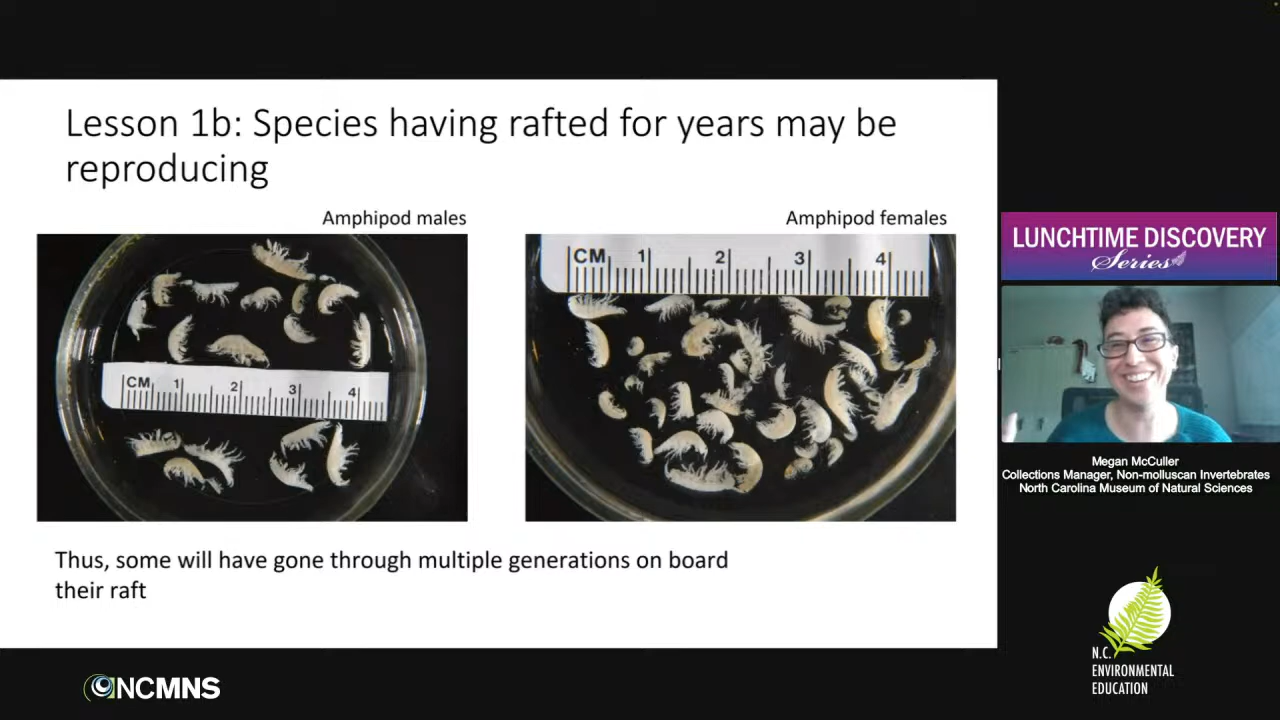 Lesson 1b: Species having rafted for years may be
reproducing
Amphipod males
Amphipod females
CM 1 2 3 4
CM 1 2 3 4
Thus, some will have gone through multiple generations on board
their raft
LUNCHTIME DISCOVERY
Series
Megan McCuller
Collections Manager, Non-molluscan Invertebrates
North Carolina Museum of Natural Sciences
NCMNS
N.C.
ENVIRONMENTAL
EDUCATION